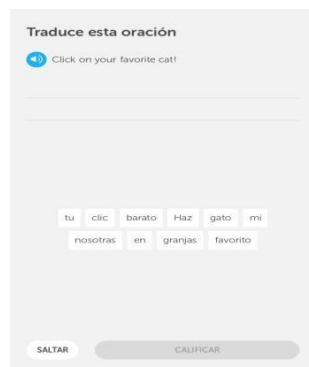 Traduce esta oración
Click on your favorite cat!
tu clic barato Haz gato mi
nosotras en granjas favorito
SALTAR CALIFICAR